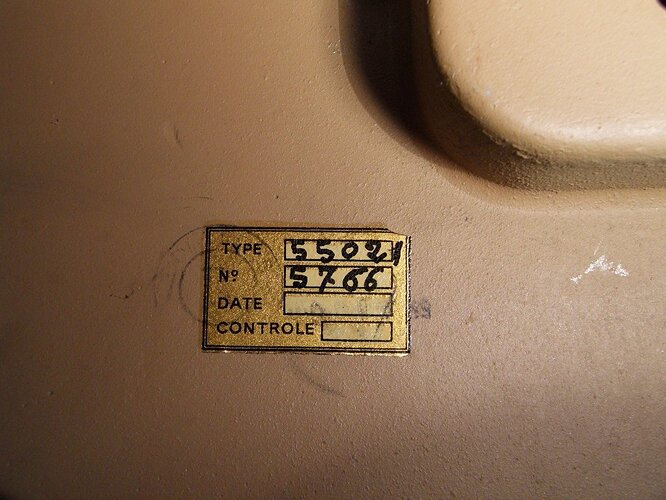 TYPE 55021
Nº 5766
DATE
CONTROLE